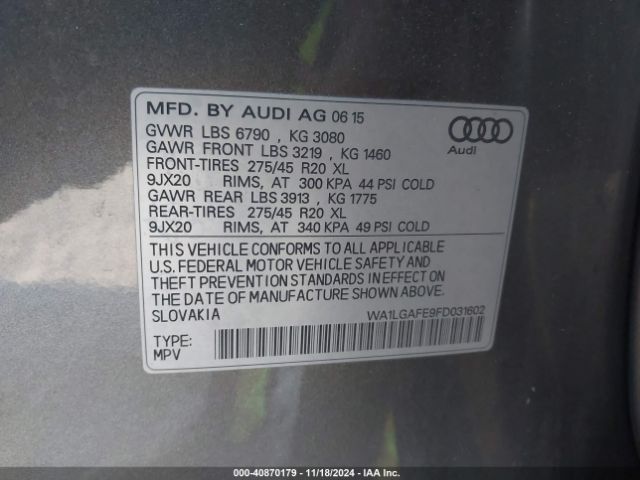 MFD. BY AUDI AG 06 15
GVWR LBS 6790 , KG 3080
GAWR FRONT LBS 3219 , KG 1460
FRONT-TIRES 275/45 R20 XL
9JX20 RIMS, AT 300 KPA 44 PSI COLD
GAWR REAR LBS 3913 , KG 1775
REAR-TIRES 275/45 R20 XL
9JX20 RIMS, AT 340 KPA 49 PSI COLD
Audi
THIS VEHICLE CONFORMS TO ALL APPLICABLE
U.S. FEDERAL MOTOR VEHICLE SAFETY AND
THEFT PREVENTION STANDARDS IN EFFECT ON
THE DATE OF MANUFACTURE SHOWN ABOVE.
SLOVAKIA WA1LGAFE9FD031602
TYPE:
MPV
000-40870179 - 11/18/2024 - IAA Inc.